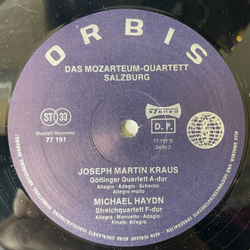 ORBIS
DAS MOZARTEUM-QUARTETT
SALZBURG
ST 33
stereo
Bestell-Nummer
77 191
D. P.
77 191 B
Seite 2
JOSEPH MARTIN KRAUS
Göttinger Quartett A-dur
Allegro · Adagio · Scherzo:
Allegro molto
MICHAEL HAYDN
Streichquartett F-dur
Allegro · Menuetto · Adagio ·
Finale: Allegro